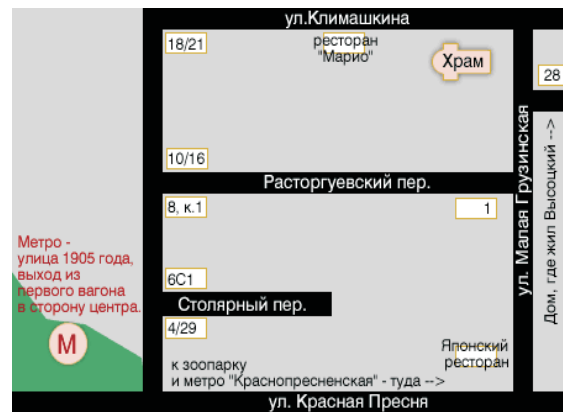 ул.Климашкина
18/21
ресторан
"Марио"
Храм
28
10/16
Расторгуевский пер.
ул. Малая Грузинская
Дом, где жил Высоцкий -->
8, к.1
1
Метро -
улица 1905 года,
выход из
первого вагона
в сторону центра.
М
6С1
Столярный пер.
4/29
Японский
ресторан
к зоопарку
и метро "Краснопресненская" - туда -->
ул. Красная Пресня